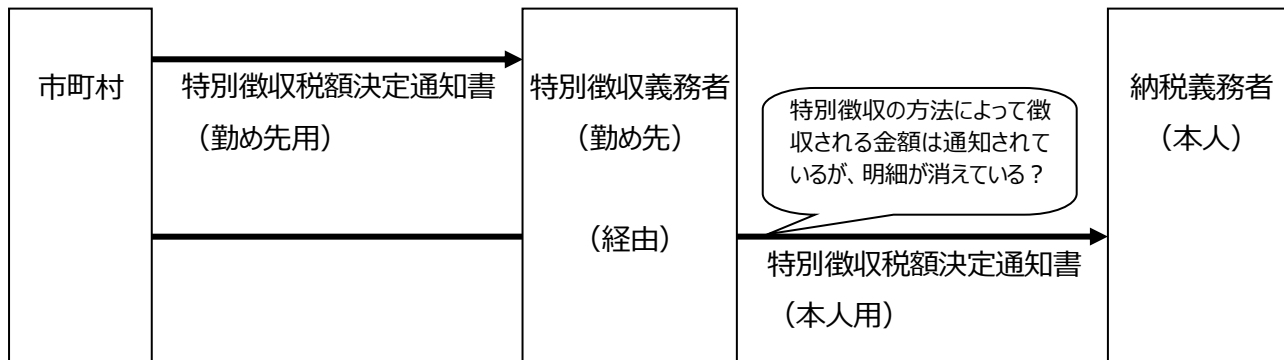 市町村
特別徴収税額決定通知書
（勤め先用）
特別徴収義務者
（勤め先）
（経由）
特別徴収の方法によって徴
収される金額は通知されて
いるが、明細が消えている？
特別徴収税額決定通知書
（本人用）
納税義務者
（本人）